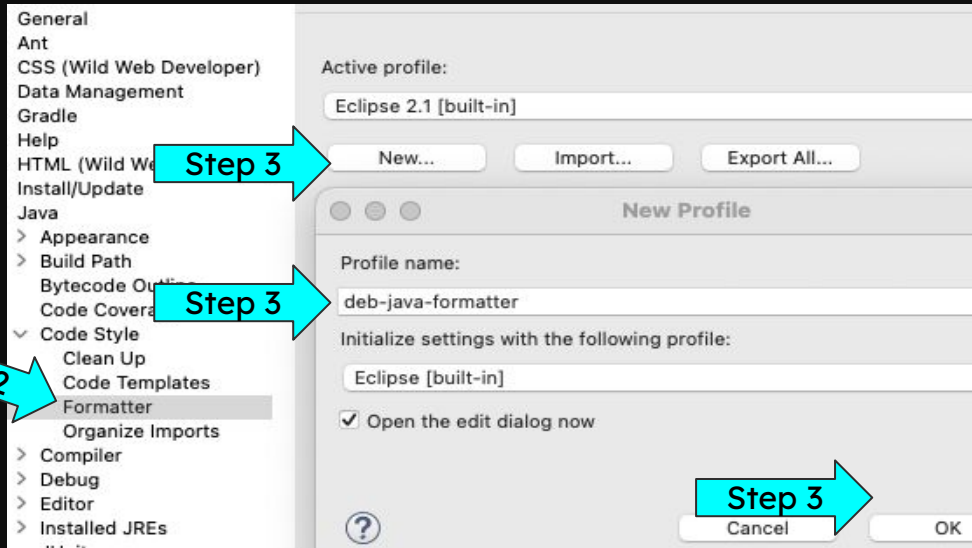 General
Ant
CSS (Wild Web Developer)
Data Management
Gradle
Help
HTML (Wild We
Install/Update
Java
> Appearance
> Build Path
Bytecode Outline
Code Covera
Code Style
Clean Up
Code Templates
Formatter
Organize Imports
> Compiler
> Debug
> Editor
> Installed JREs
Active profile:
Eclipse 2.1 [built-in]
Step 3
New... Import... Export All...
New Profile
Profile name:
Step 3
deb-java-formatter
Initialize settings with the following profile:
Eclipse [built-in]
Open the edit dialog now
Step 3
? Cancel OK